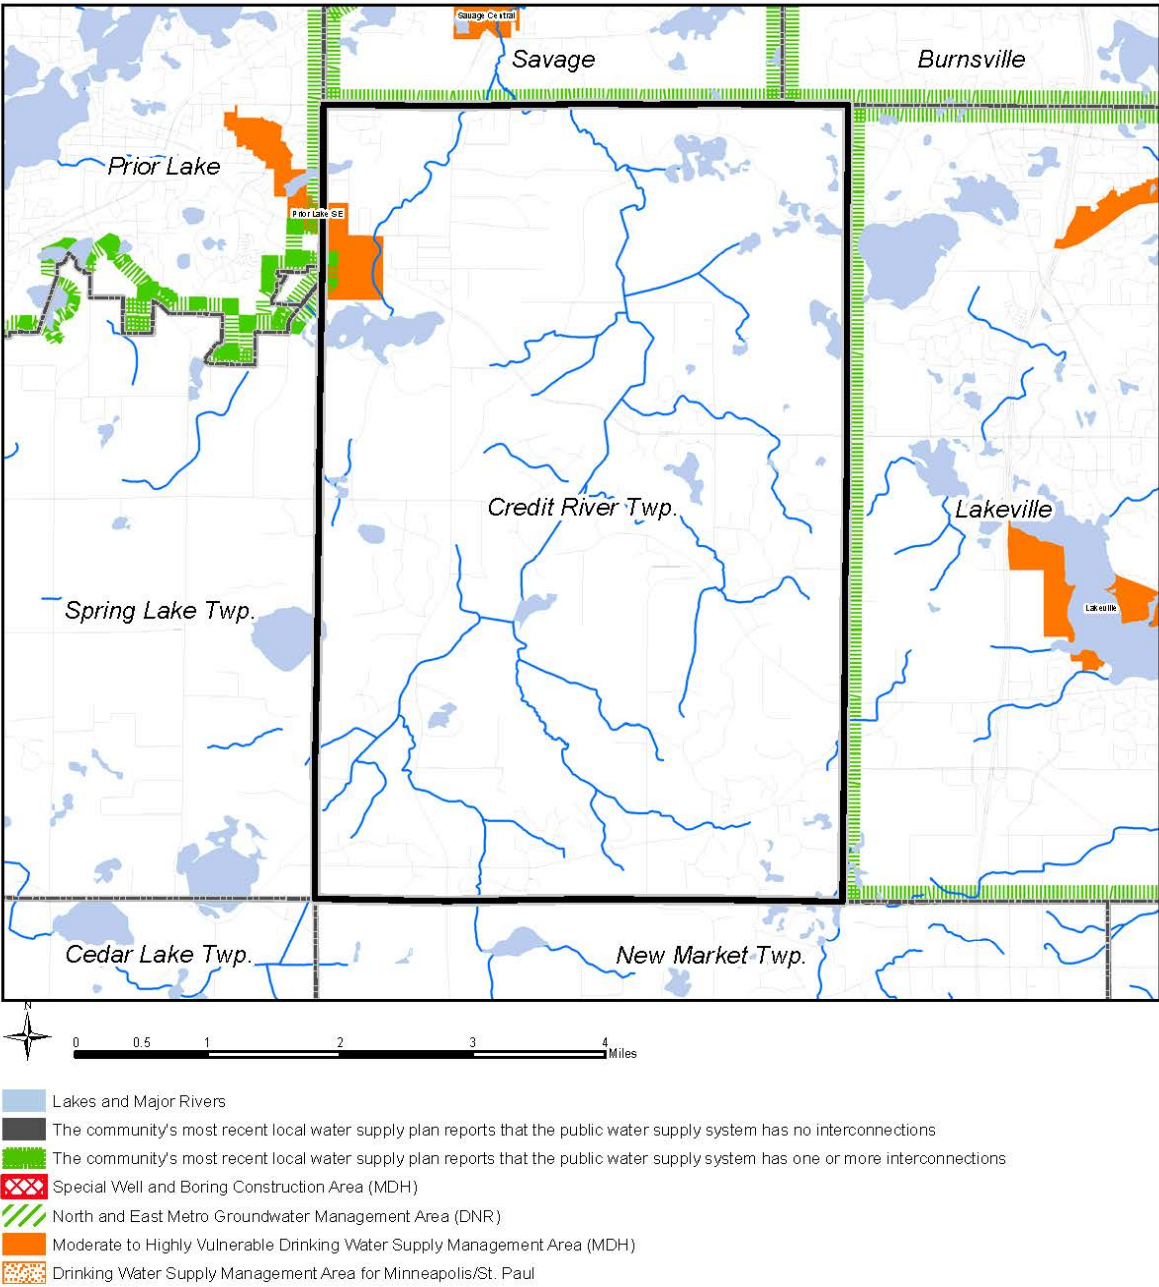 Savage Central
Savage
Burnsville
Prior Lake
Prior Lake SE
Credit River Twp.
Lakeville
Lakeville
Spring Lake Twp.
Cedar Lake Twp.
New Market Twp.
N
0 0.5 1 2 3 4
Miles
Lakes and Major Rivers
The community's most recent local water supply plan reports that the public water supply system has no interconnections
The community's most recent local water supply plan reports that the public water supply system has one or more interconnections
Special Well and Boring Construction Area (MDH)
North and East Metro Groundwater Management Area (DNR)
Moderate to Highly Vulnerable Drinking Water Supply Management Area (MDH)
Drinking Water Supply Management Area for Minneapolis/St. Paul